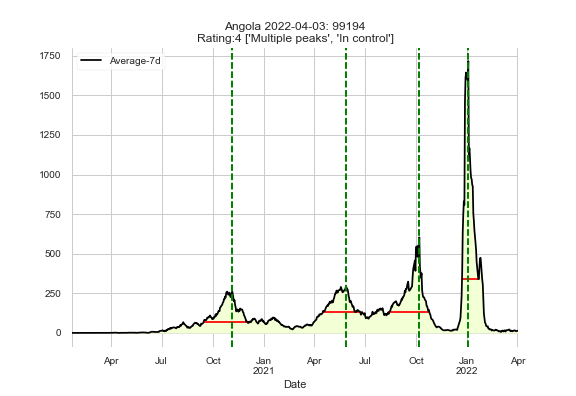 Angola 2022-04-03: 99194
Rating:4 ['Multiple peaks', 'In control']
Average-7d
1750
1500
1250
1000
750
500
250
0
Apr Jul Oct Jan Apr Jul Oct Jan Apr
2021 2022
Date